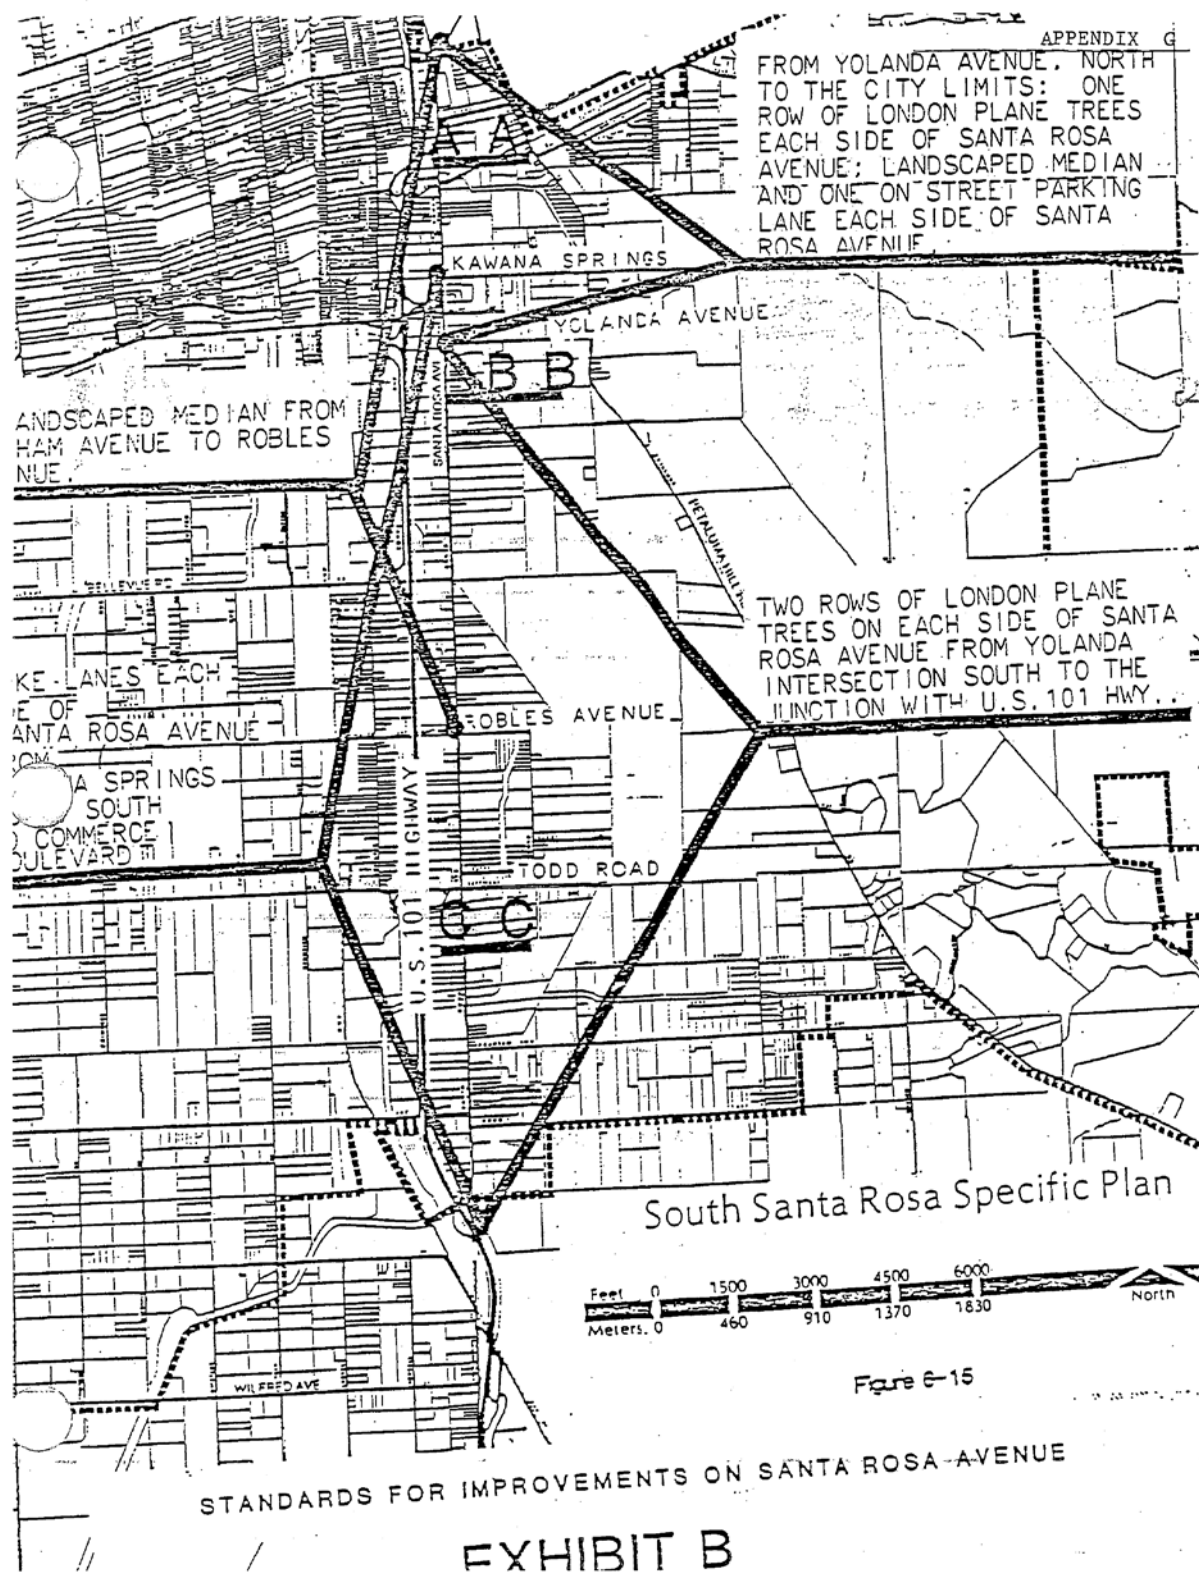 APPENDIX G
FROM YOLANDA AVENUE, NORTH
TO THE CITY LIMITS: ONE
ROW OF LONDON PLANE TREES
EACH SIDE OF SANTA ROSA
AVENUE; LANDSCAPED MEDIAN
AND ONE ON STREET PARKING
LANE EACH SIDE OF SANTA
ROSA AVENUE
A A
KAWANA SPRINGS
YOLANDA AVENUE
B B
SANTA ROSA AVE
ANDSCAPED MEDIAN FROM
HAM AVENUE TO ROBLES
NUE.
PETALUMA HILL
BELLEVUE RD
TWO ROWS OF LONDON PLANE
TREES ON EACH SIDE OF SANTA
ROSA AVENUE FROM YOLANDA
INTERSECTION SOUTH TO THE
JUNCTION WITH U.S. 101 HWY..
KE LANES EACH
DE OF
ANTA ROSA AVENUE
ROM
A SPRINGS
SOUTH
O COMMERCE
OULEVARD
ROBLES AVENUE
U.S. 101 HIGHWAY
TODD ROAD
C C
South Santa Rosa Specific Plan
Feet 0 1500 3000 4500 6000
Meters 0 460 910 1370 1830
North
Figure 6-15
WILFRED AVE
STANDARDS FOR IMPROVEMENTS ON SANTA ROSA AVENUE
EXHIBIT B